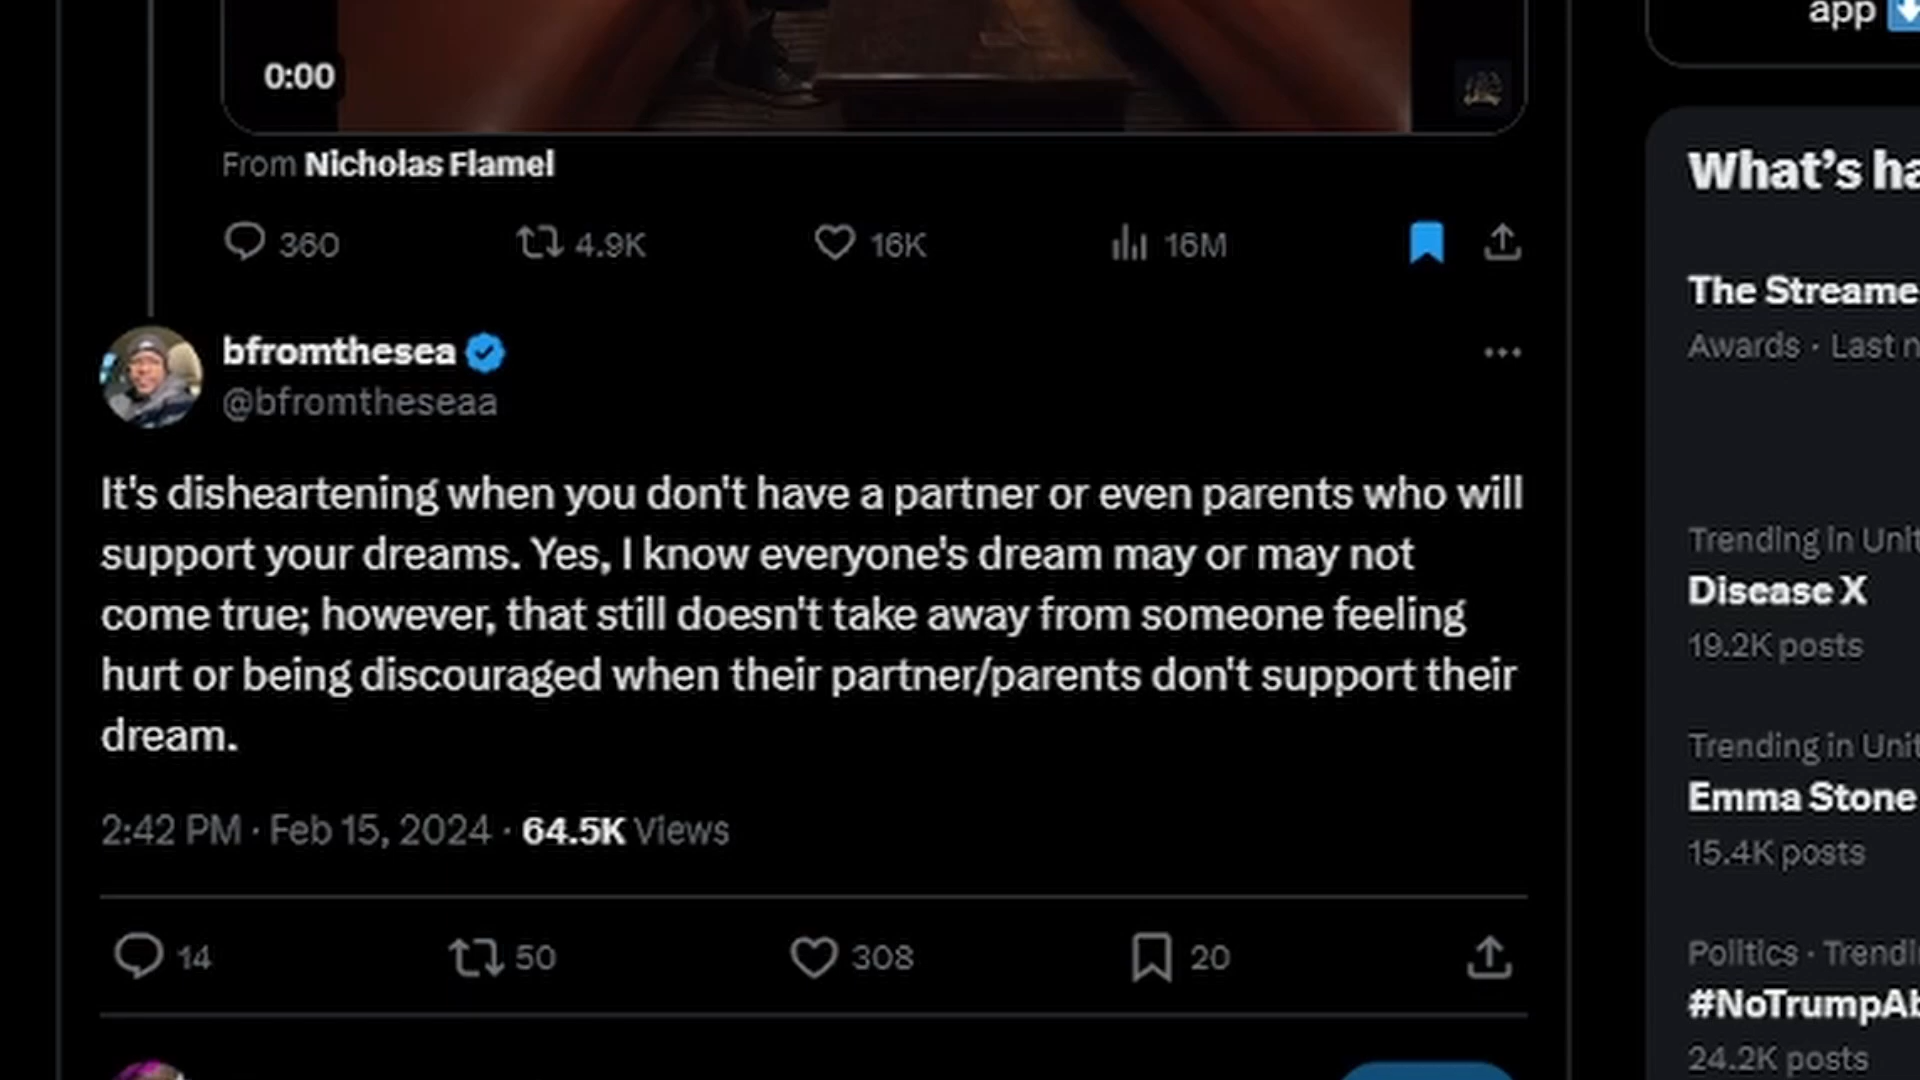 app
0:00
From Nicholas Flamel
360 4.9K 16K 16M
bfromthesea
@bfromtheseaa
It's disheartening when you don't have a partner or even parents who will
support your dreams. Yes, I know everyone's dream may or may not
come true; however, that still doesn't take away from someone feeling
hurt or being discouraged when their partner/parents don't support their
dream.
2:42 PM · Feb 15, 2024 · 64.5K Views
14 50 308 20
What's ha
The Streame
Awards · Last n
Trending in Unit
Disease X
19.2K posts
Trending in Unit
Emma Stone
15.4K posts
Politics · Trendi
#NoTrumpAb
24.2K posts